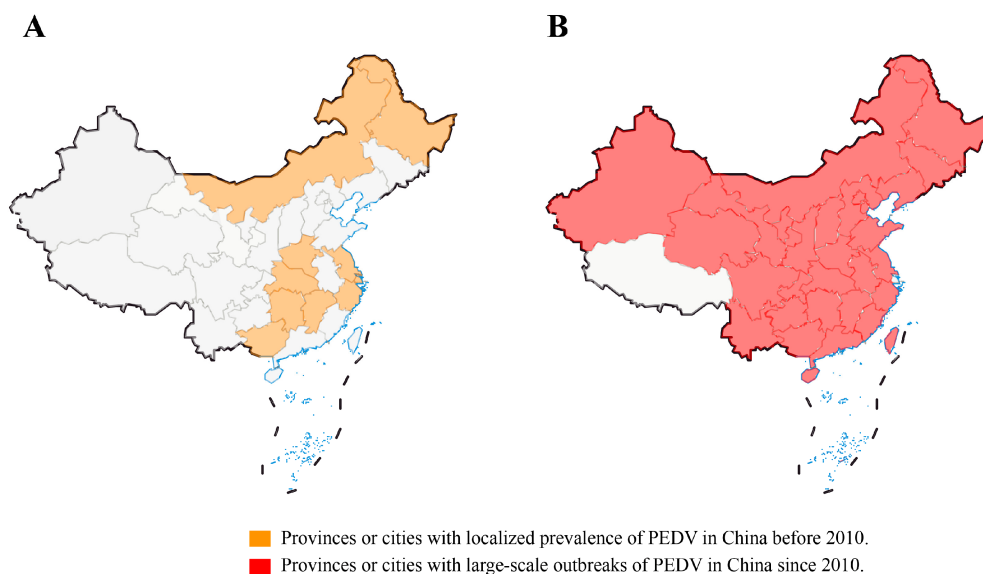 A
B
Provinces or cities with localized prevalence of PEDV in China before 2010.
Provinces or cities with large-scale outbreaks of PEDV in China since 2010.